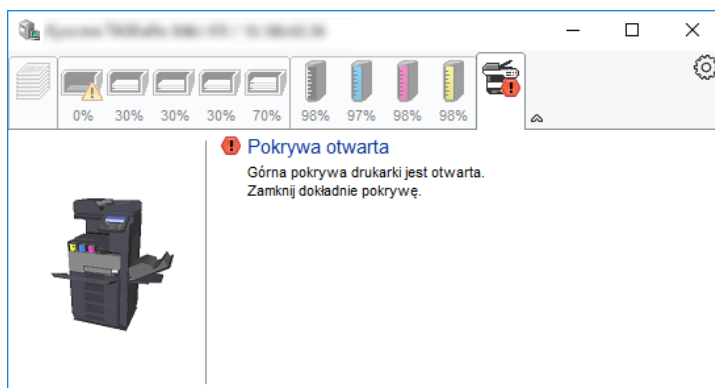 0% 30% 30% 30% 70% 98% 97% 98% 98%
Pokrywa otwarta
Górna pokrywa drukarki jest otwarta.
Zamknij dokładnie pokrywę.